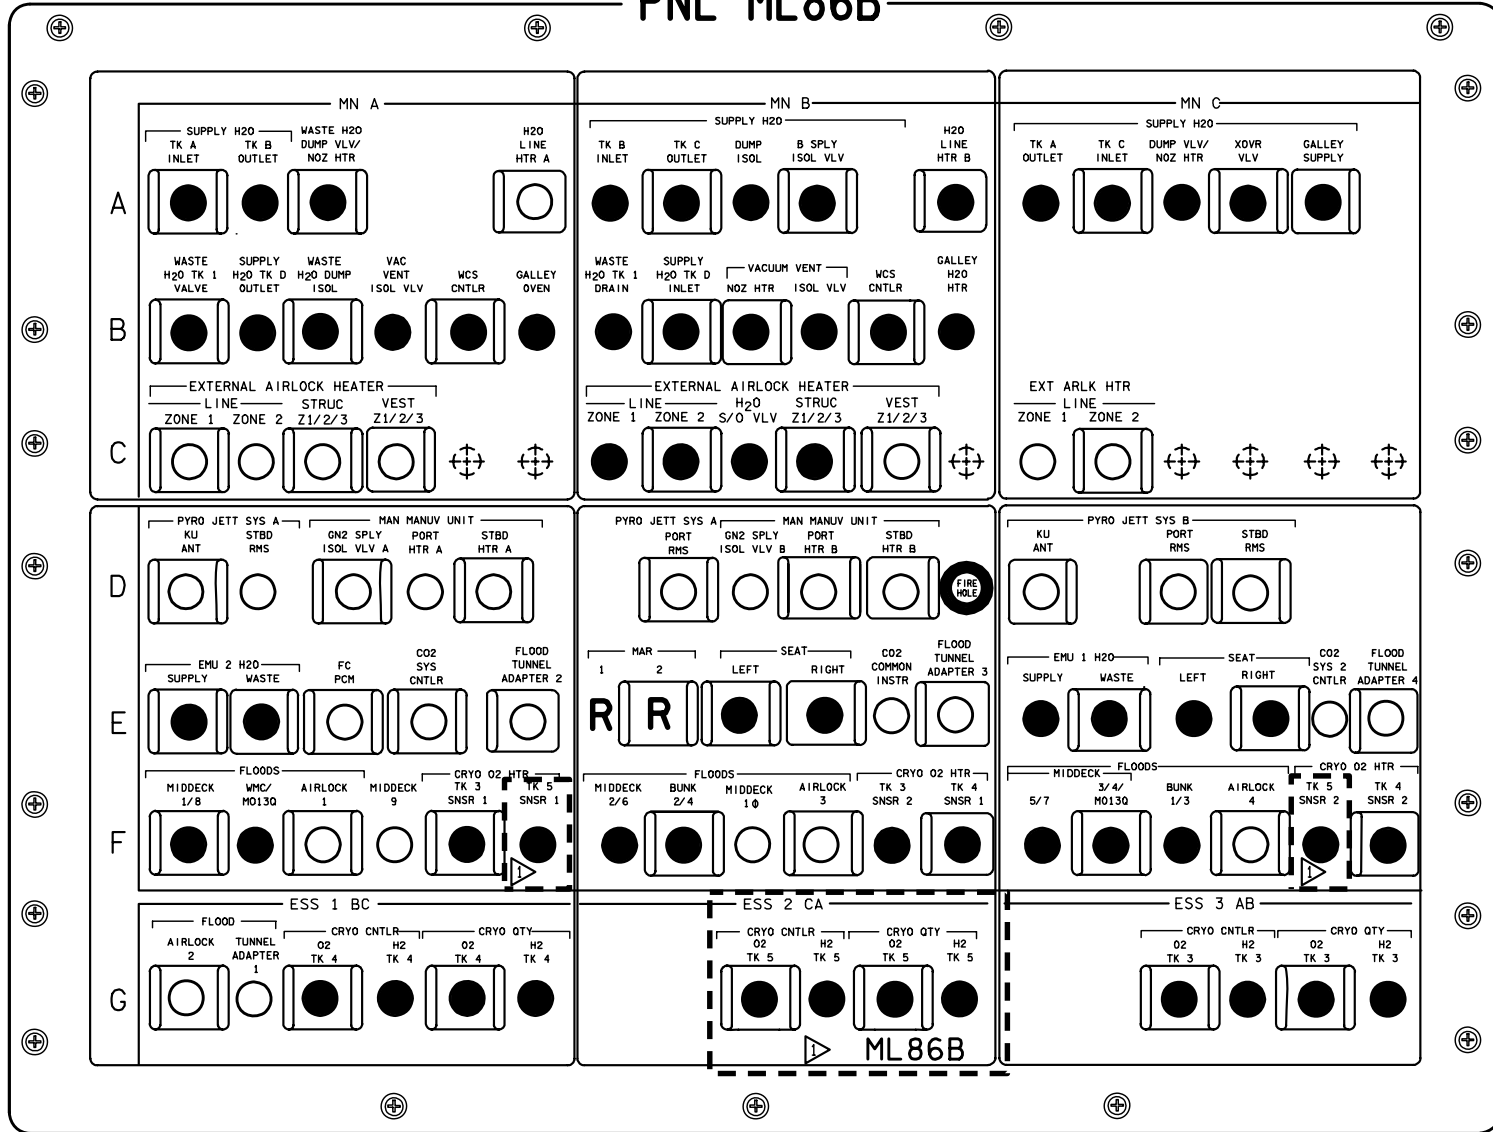 PNL ML86B
MN A MN B MN C
SUPPLY H2O WASTE H2O H2O SUPPLY H2O H2O SUPPLY H2O
TK A TK B DUMP VLV/ LINE TK B TK C DUMP B SPLY LINE TK A TK C DUMP VLV/ XOVR GALLEY
INLET OUTLET NOZ HTR HTR A INLET OUTLET ISOL ISOL VLV HTR B OUTLET INLET NOZ HTR VLV SUPPLY
A
WASTE SUPPLY WASTE VAC WASTE SUPPLY VACUUM VENT GALLEY
H2O TK 1 H2O TK D H2O DUMP VENT WCS GALLEY H2O TK 1 H2O TK D WCS H2O
VALVE OUTLET ISOL ISOL VLV CNTLR OVEN DRAIN INLET NOZ HTR ISOL VLV CNTLR HTR
B
EXTERNAL AIRLOCK HEATER EXTERNAL AIRLOCK HEATER EXT ARLK HTR
LINE STRUC VEST LINE H2O STRUC VEST LINE
ZONE 1 ZONE 2 Z1/2/3 Z1/2/3 ZONE 1 ZONE 2 S/O VLV Z1/2/3 Z1/2/3 ZONE 1 ZONE 2
C
PYRO JETT SYS A MAN MANUV UNIT PYRO JETT SYS A MAN MANUV UNIT PYRO JETT SYS B
KU STBD GN2 SPLY PORT STBD PORT GN2 SPLY PORT STBD KU PORT STBD
ANT RMS ISOL VLV A HTR A HTR A RMS ISOL VLV B HTR B HTR B ANT RMS RMS
D FIRE
HOLE
EMU 2 H2O FC CO2 SYS FLOOD TUNNEL MAR SEAT CO2 FLOOD TUNNEL EMU 1 H2O SEAT CO2 FLOOD TUNNEL
SUPPLY WASTE PCM CNTLR ADAPTER 2 1 2 LEFT RIGHT COMMON INSTR ADAPTER 3 SUPPLY WASTE LEFT RIGHT SYS 2 CNTLR ADAPTER 4
E R R
FLOODS CRYO O2 HTR FLOODS CRYO O2 HTR FLOODS CRYO O2 HTR
MIDDECK WMC/ AIRLOCK MIDDECK TK 3 TK 5 MIDDECK BUNK MIDDECK AIRLOCK TK 3 TK 4 MIDDECK 3/4/ BUNK AIRLOCK TK 5 TK 4
1/8 MO13Q 1 9 SNSR 1 SNSR 1 2/6 2/4 10 3 SNSR 2 SNSR 1 5/7 MO13Q 1/3 4 SNSR 2 SNSR 2
F 1 1
ESS 1 BC ESS 2 CA ESS 3 AB
FLOOD CRYO CNTLR CRYO QTY CRYO CNTLR CRYO QTY CRYO CNTLR CRYO QTY
AIRLOCK TUNNEL O2 H2 O2 H2 O2 H2 O2 H2 O2 H2 O2 H2
2 ADAPTER 1 TK 4 TK 4 TK 4 TK 4 TK 5 TK 5 TK 5 TK 5 TK 3 TK 3 TK 3 TK 3
G
1 ML86B